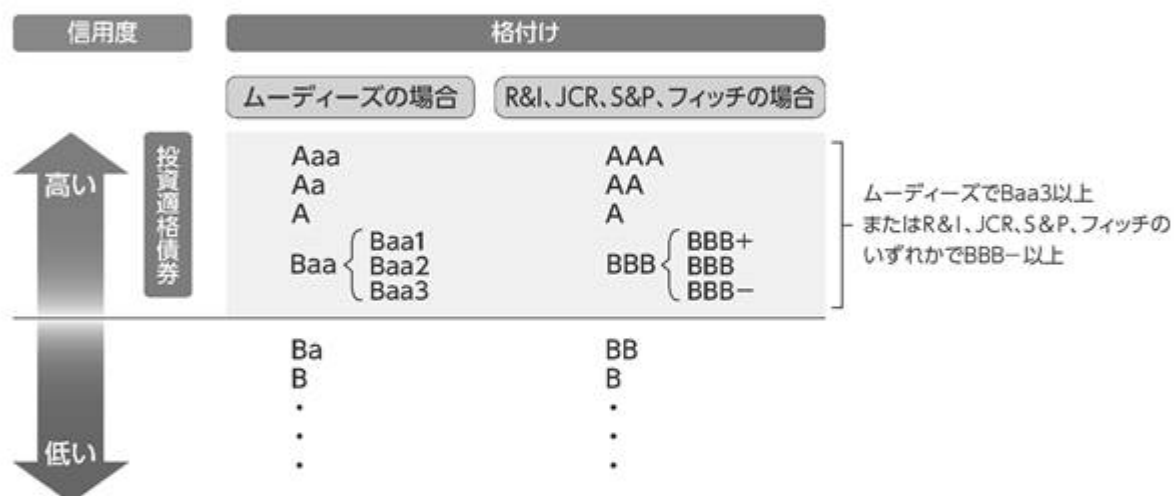 信用度
格付け
ムーディーズの場合
R&I、JCR、S&P、フィッチの場合
高い
投資適格債券
Aaa
AAA
Aa
AA
A
A
Baa
Baa1
Baa2
Baa3
BBB
BBB+
BBB
BBB−
ムーディーズでBaa3以上
またはR&I、JCR、S&P、フィッチの
いずれかでBBB−以上
Ba
BB
B
B
・
・
・
・
・
・
低い